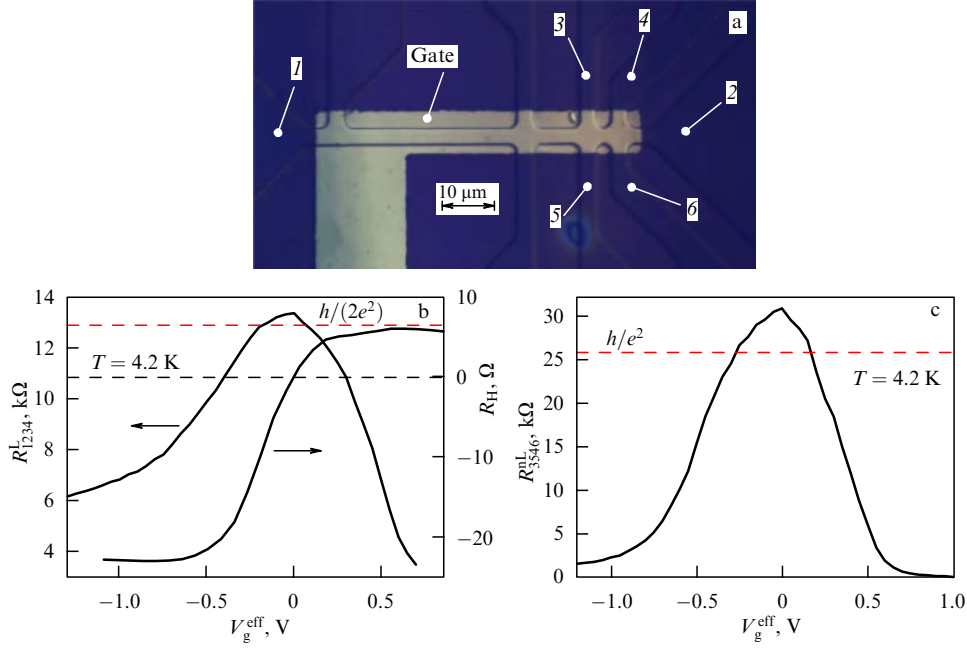 a
3
4
Gate
1
2
10 μm
5
6
14
12
10
8
6
4
R^L_1234, kΩ
h/(2e²)
b
T = 4.2 K
10
0
−10
−20
R_H, Ω
−1.0
−0.5
0
0.5
V_g^eff, V
30
25
20
15
10
5
0
R^nL_3546, kΩ
h/e²
c
T = 4.2 K
−1.0
−0.5
0
0.5
1.0
V_g^eff, V